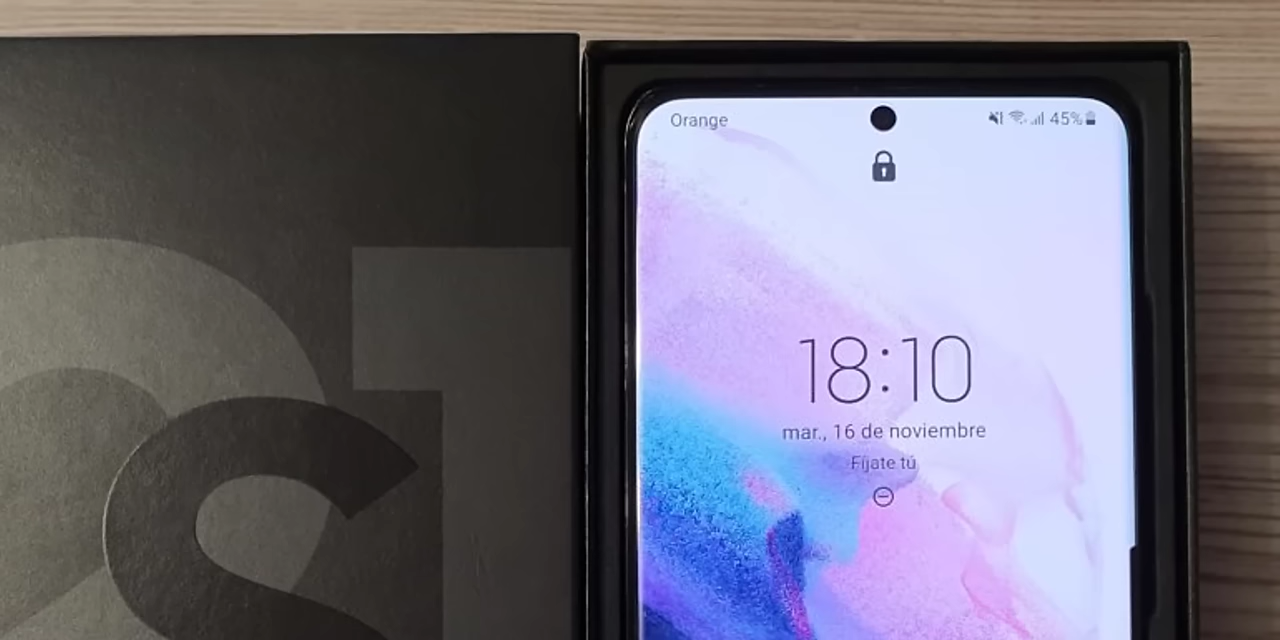 S21
Orange
45%
18:10
mar., 16 de noviembre
Fíjate tú